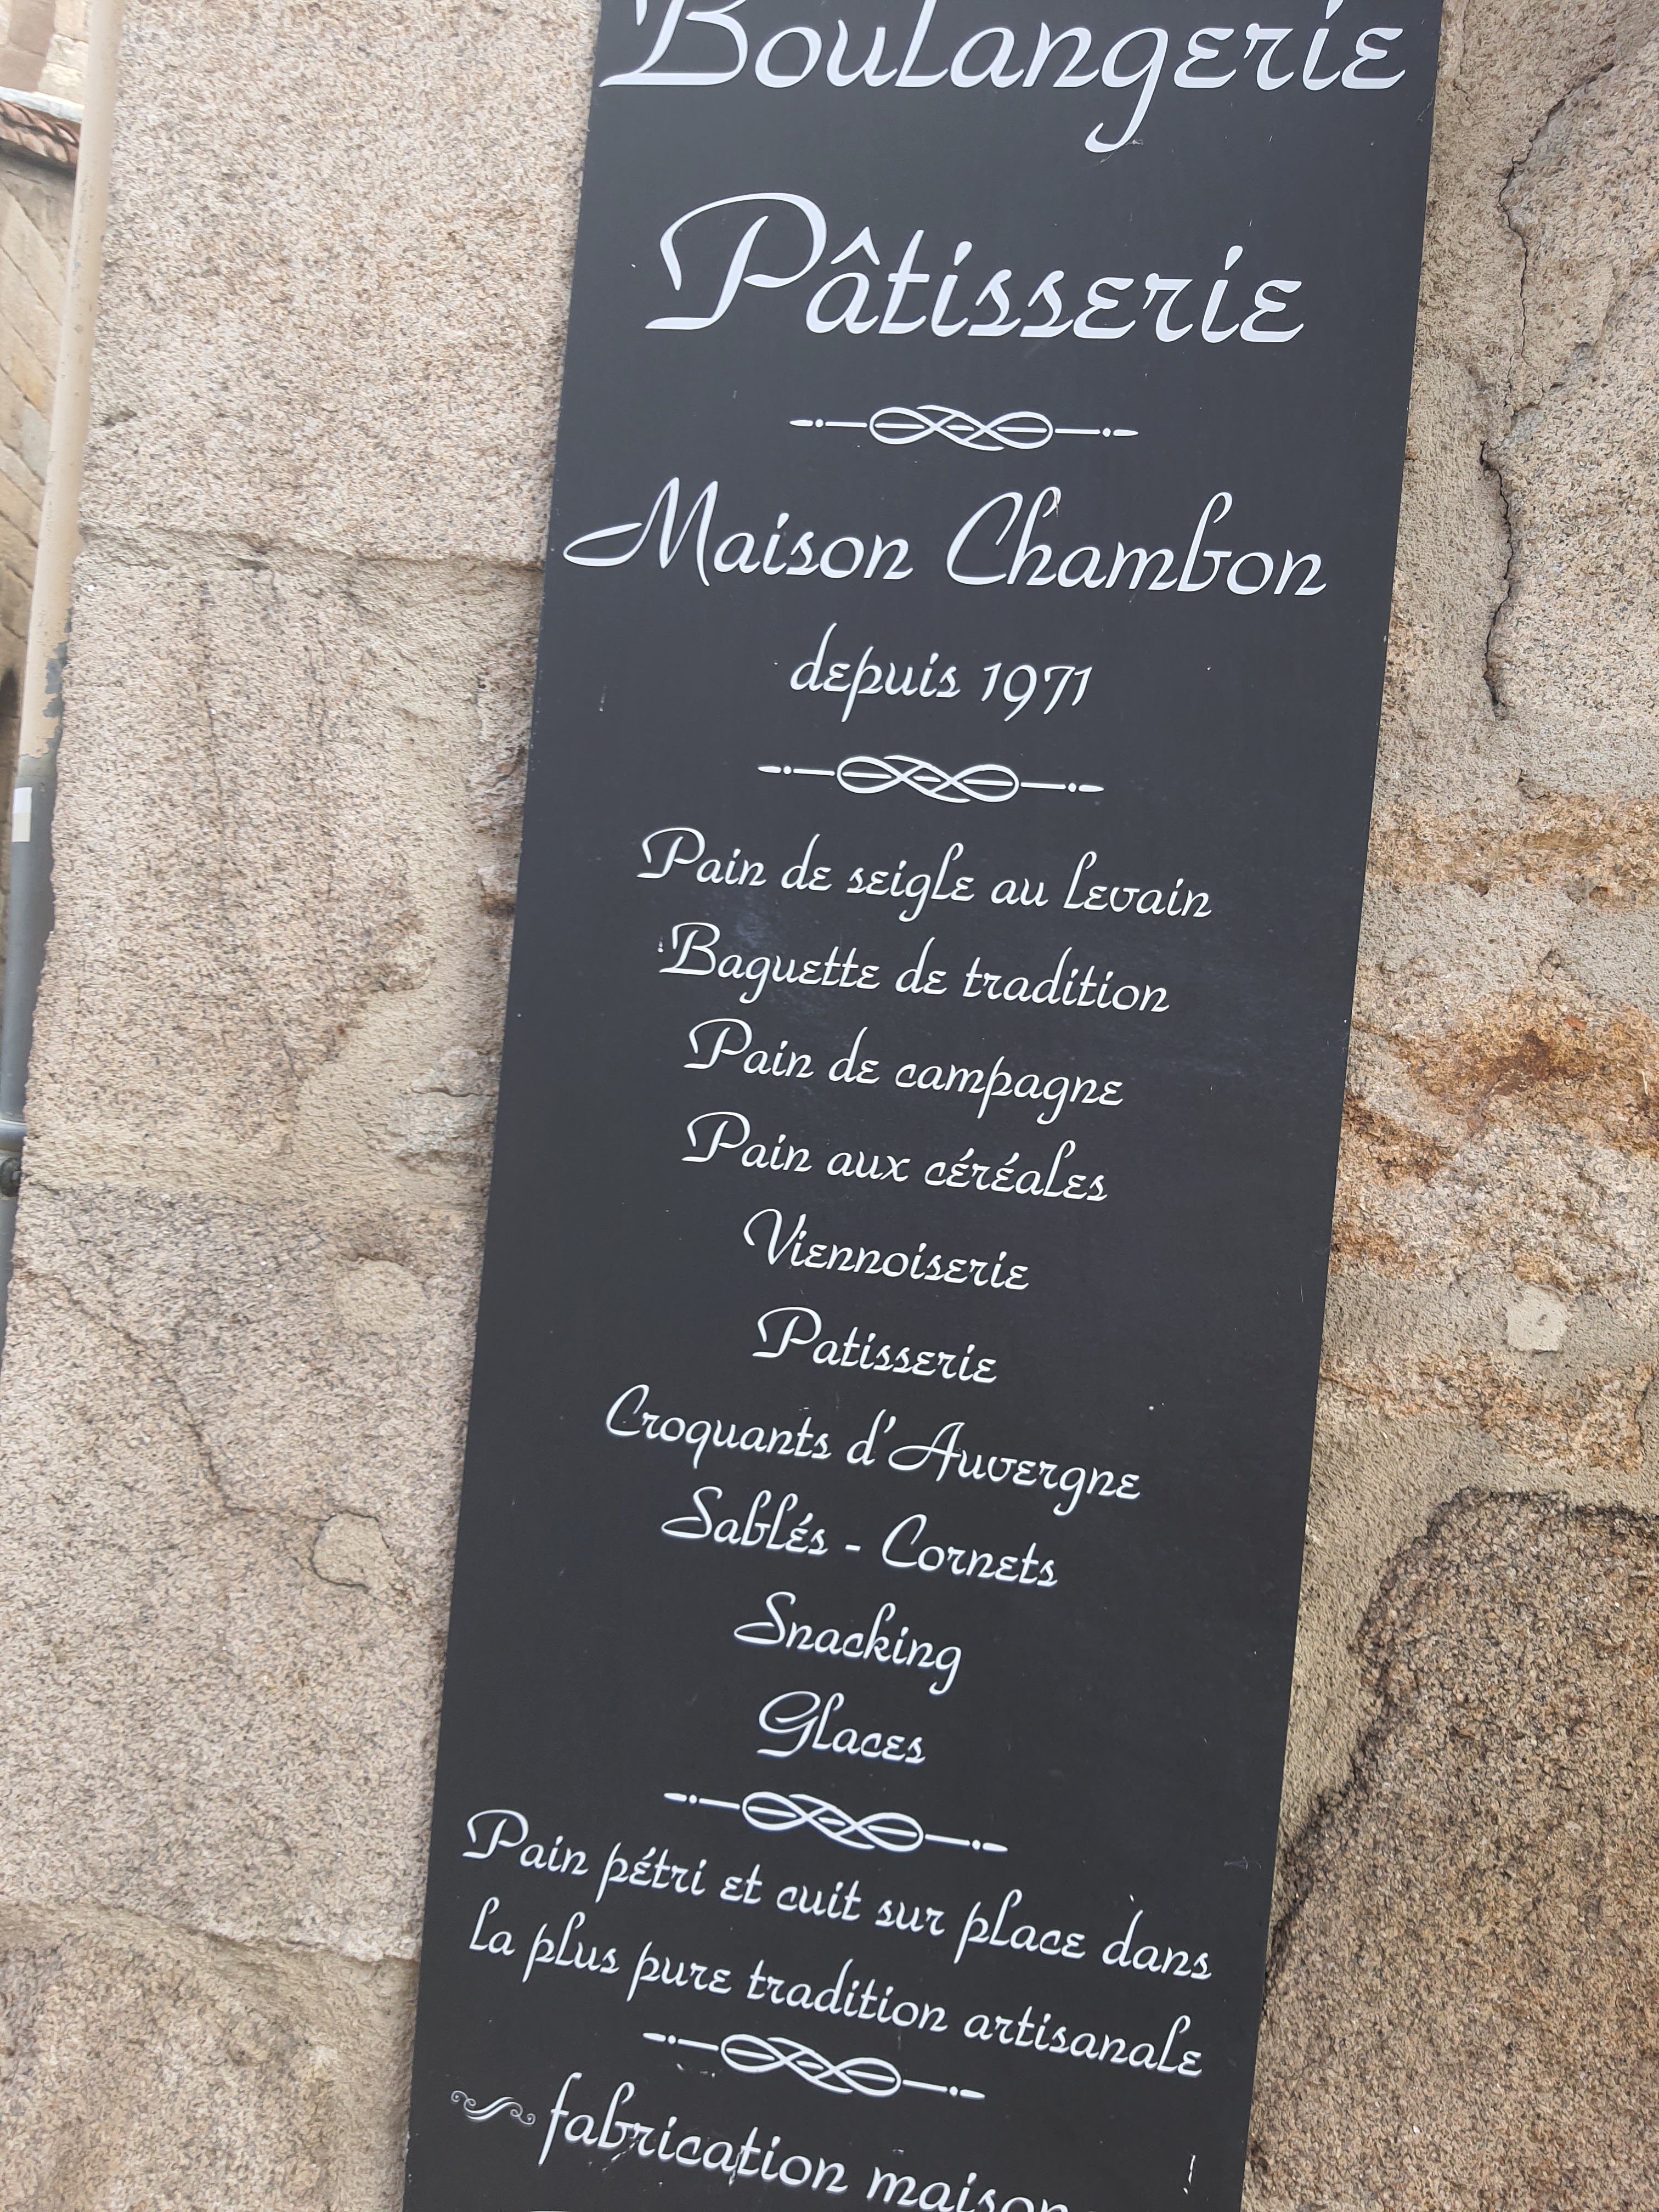 Boulangerie
Pâtisserie
Maison Chambon
depuis 1971
Pain de seigle au levain
Baguette de tradition
Pain de campagne
Pain aux céréales
Viennoiserie
Patisserie
Croquants d'Auvergne
Sablés - Cornets
Snacking
Glaces
Pain pétri et cuit sur place dans
la plus pure tradition artisanale
fabrication maison